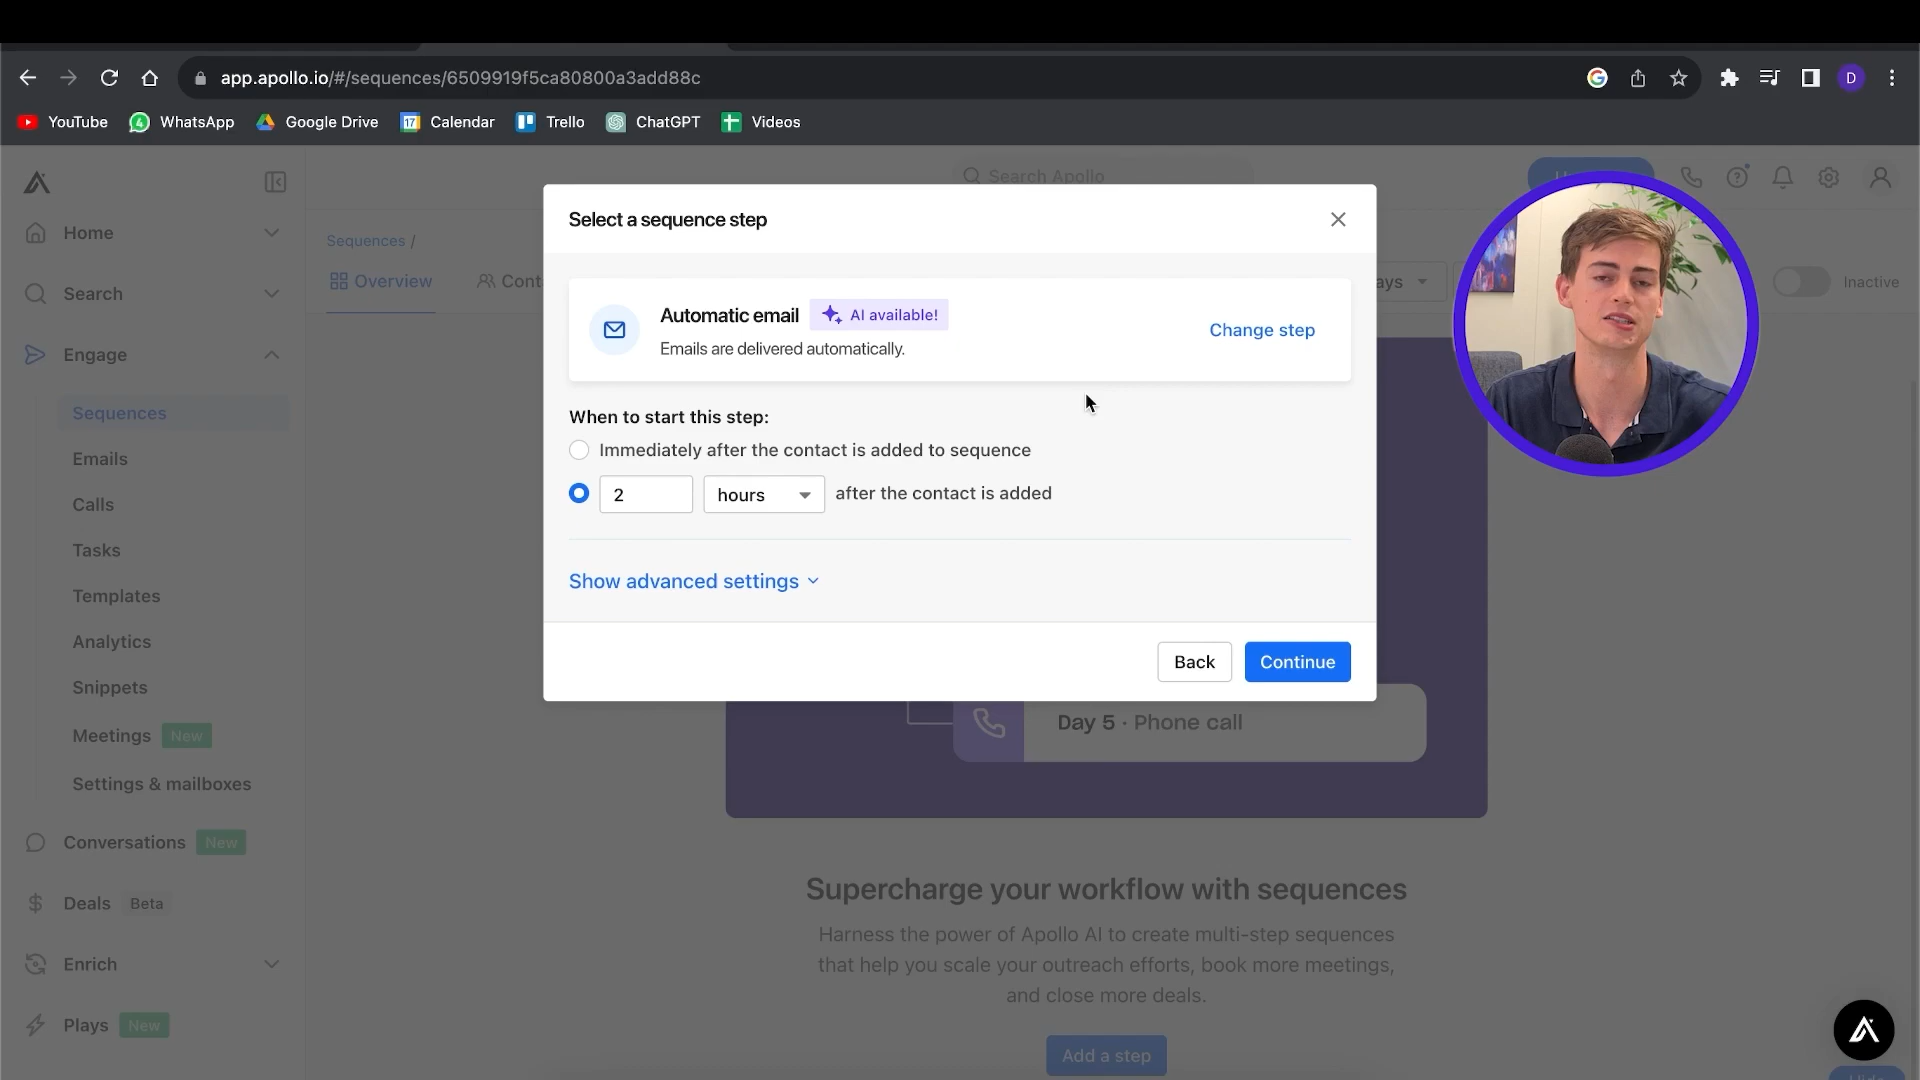 app.apollo.io/#/sequences/6509919f5ca80800a3add88c
D
YouTube
4
WhatsApp
Google Drive
17
Calendar
Trello
ChatGPT
Videos
Search Apollo
Home
Search
Engage
Sequences
Emails
Calls
Tasks
Templates
Analytics
Snippets
Meetings New
Settings & mailboxes
Conversations New
Deals Beta
Enrich
Plays New
Sequences /
Overview
Inactive
Select a sequence step
Automatic email AI available!
Emails are delivered automatically.
Change step
When to start this step:
Immediately after the contact is added to sequence
2 hours after the contact is added
Show advanced settings
Back Continue
Day 5 · Phone call
Supercharge your workflow with sequences
Harness the power of Apollo AI to create multi-step sequences
that help you scale your outreach efforts, book more meetings,
and close more deals.
Add a step